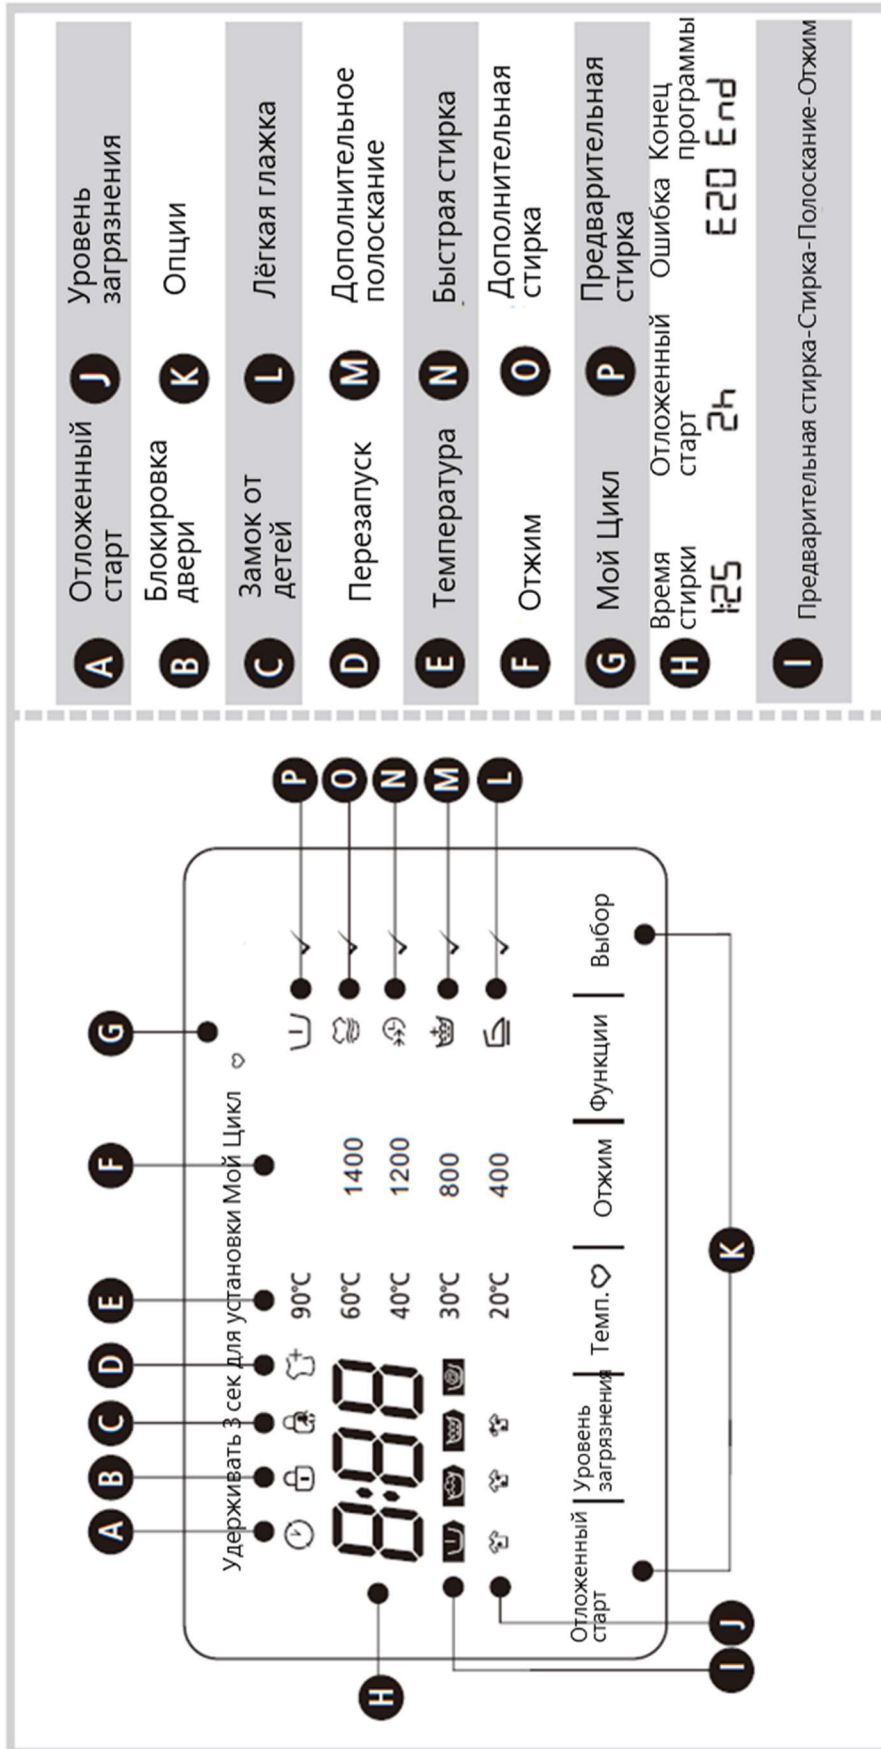 A
B
C
D
E
F
G
Удерживать 3 сек для установки Мой Цикл
90°C
60°C
1400
40°C
1200
30°C
800
20°C
400
8:88
H
P
O
N
M
L
Отложенный
старт
Уровень
загрязнения
Темп.
Отжим
Функции
Выбор
I
J
K
A
Отложенный
старт
J
Уровень
загрязнения
B
Блокировка
двери
K
Опции
C
Замок от
детей
L
Лёгкая глажка
D
Перезапуск
M
Дополнительное
полоскание
E
Температура
N
Быстрая стирка
F
Отжим
O
Дополнительная
стирка
G
Мой Цикл
P
Предварительная
стирка
H
Время
стирки
1:25
Отложенный
старт
2h
Ошибка
E20
Конец
программы
End
I
Предварительная стирка-Стирка-Полоскание-Отжим